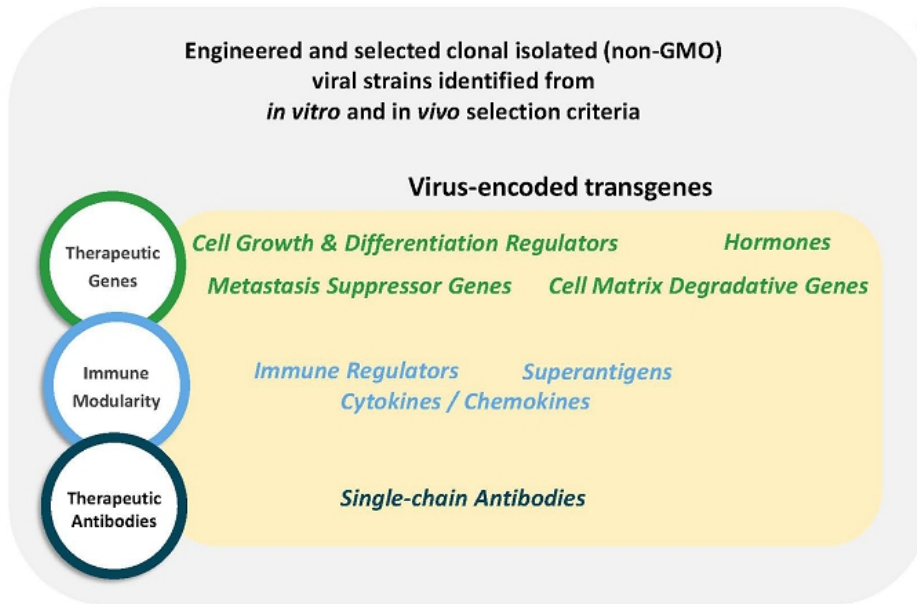 Engineered and selected clonal isolated (non-GMO)
viral strains identified from
in vitro and in vivo selection criteria
Virus-encoded transgenes
Therapeutic
Genes
Cell Growth & Differentiation Regulators
Hormones
Metastasis Suppressor Genes
Cell Matrix Degradative Genes
Immune
Modularity
Immune Regulators
Superantigens
Cytokines / Chemokines
Therapeutic
Antibodies
Single-chain Antibodies